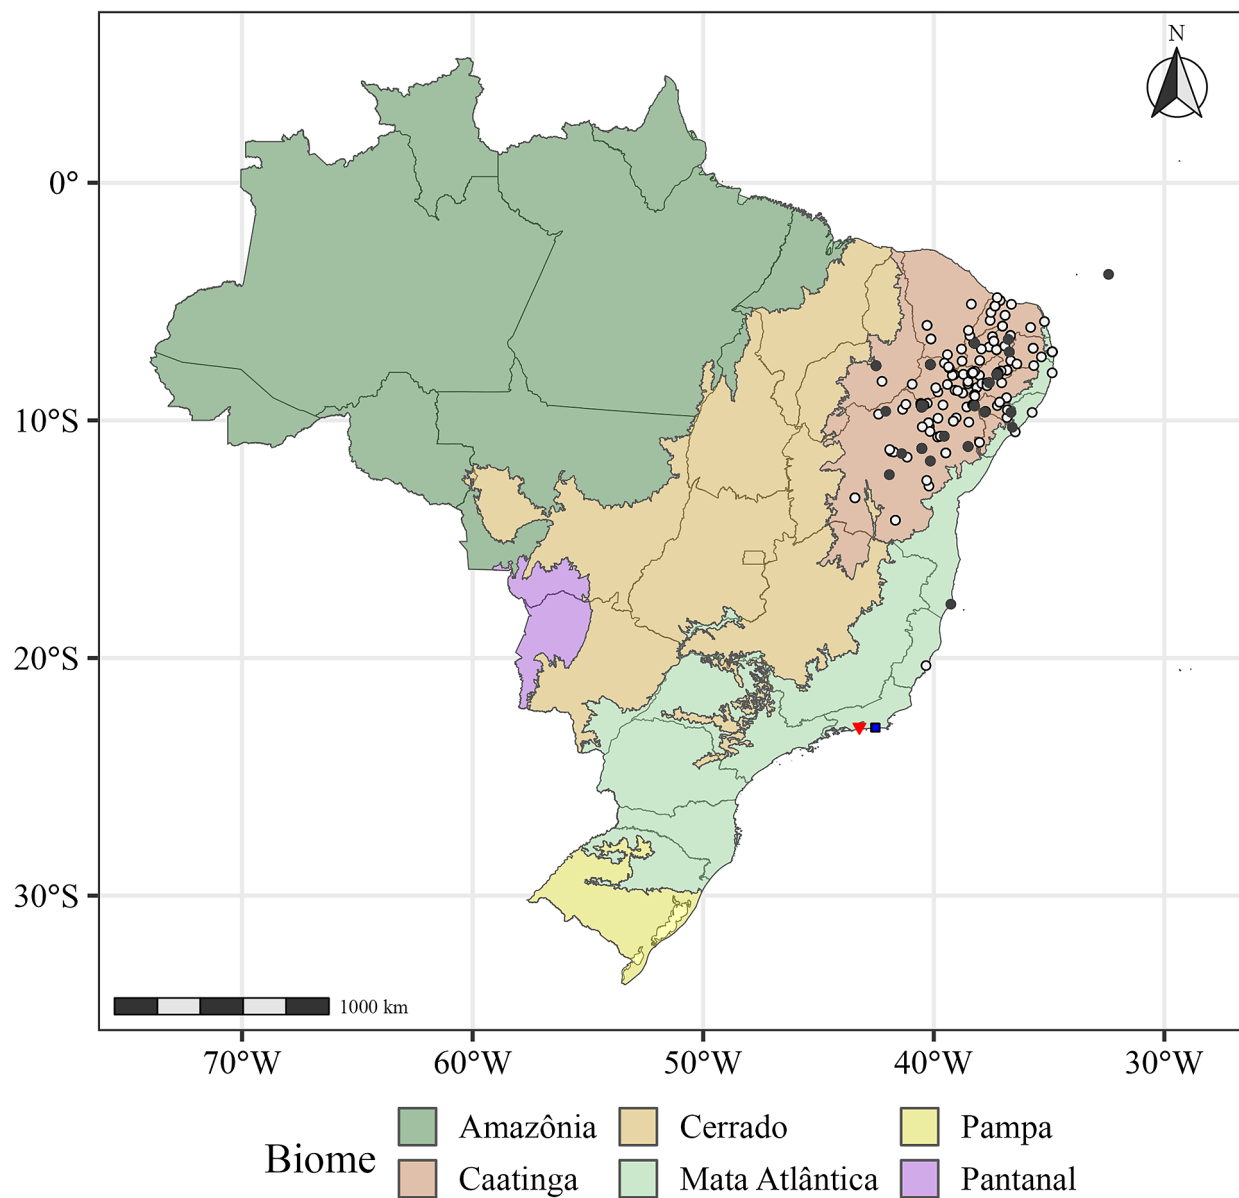 N
0°
10°S
20°S
30°S
1000 km
70°W 60°W 50°W 40°W 30°W
Biome
Amazônia Cerrado Pampa
Caatinga Mata Atlântica Pantanal